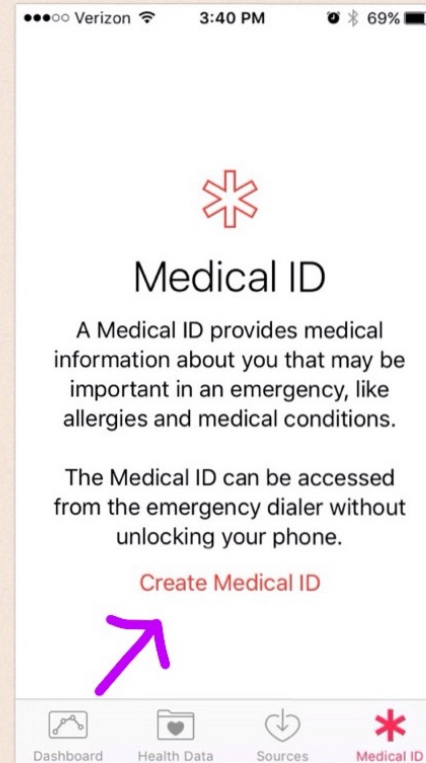 Verizon 3:40 PM 69%
Medical ID
A Medical ID provides medical
information about you that may be
important in an emergency, like
allergies and medical conditions.
The Medical ID can be accessed
from the emergency dialer without
unlocking your phone.
Create Medical ID
Dashboard Health Data Sources Medical ID